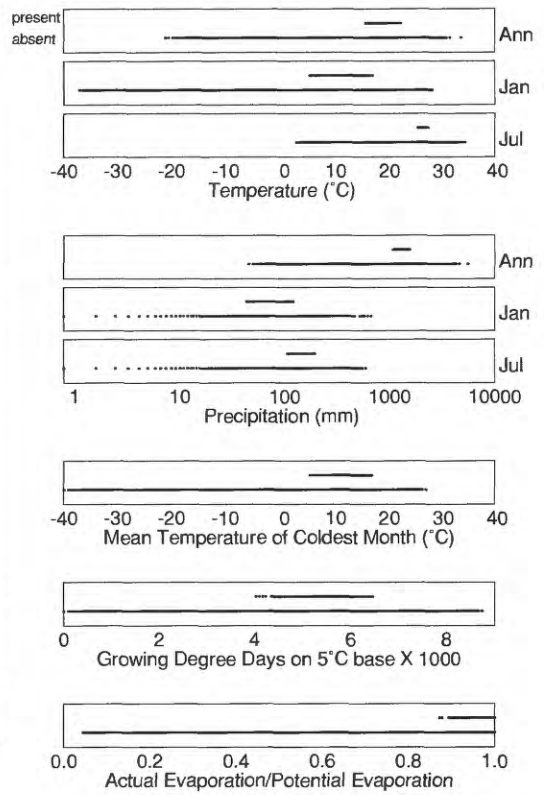 present
absent
Ann
Jan
Jul
-40 -30 -20 -10 0 10 20 30 40
Temperature (°C)
Ann
Jan
Jul
1 10 100 1000 10000
Precipitation (mm)
-40 -30 -20 -10 0 10 20 30 40
Mean Temperature of Coldest Month (°C)
0 2 4 6 8
Growing Degree Days on 5°C base X 1000
0.0 0.2 0.4 0.6 0.8 1.0
Actual Evaporation/Potential Evaporation